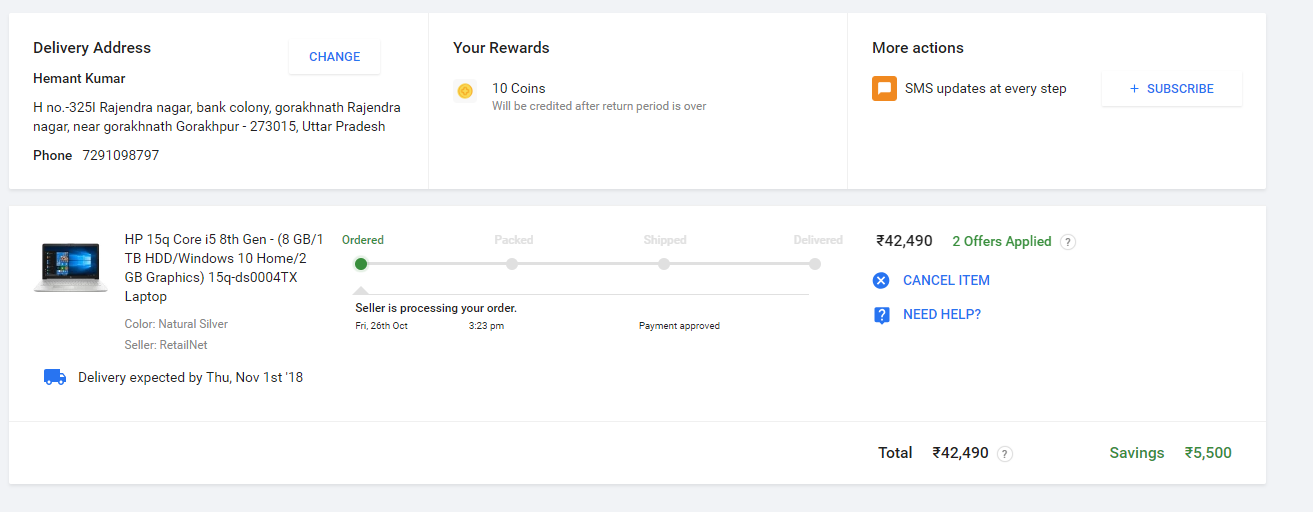 Delivery Address
CHANGE
Hemant Kumar
H no.-325I Rajendra nagar, bank colony, gorakhnath Rajendra
nagar, near gorakhnath Gorakhpur - 273015, Uttar Pradesh
Phone 7291098797
Your Rewards
10 Coins
Will be credited after return period is over
More actions
SMS updates at every step
+ SUBSCRIBE
HP 15q Core i5 8th Gen - (8 GB/1
TB HDD/Windows 10 Home/2
GB Graphics) 15q-ds0004TX
Laptop
Color: Natural Silver
Seller: RetailNet
Delivery expected by Thu, Nov 1st '18
Ordered Packed Shipped Delivered
Seller is processing your order.
Fri, 26th Oct 3:23 pm Payment approved
₹42,490 2 Offers Applied ?
CANCEL ITEM
NEED HELP?
Total ₹42,490 ? Savings ₹5,500